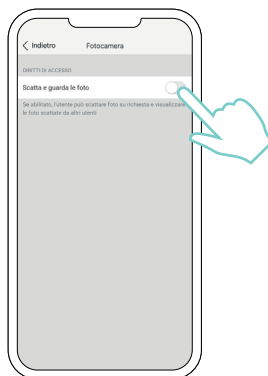 Indietro Fotocamera
DIRITTI DI ACCESSO
Scatta e guarda le foto
Se abilitato, l'utente può scattare foto su richiesta e visualizzare
le foto scattate da altri utenti